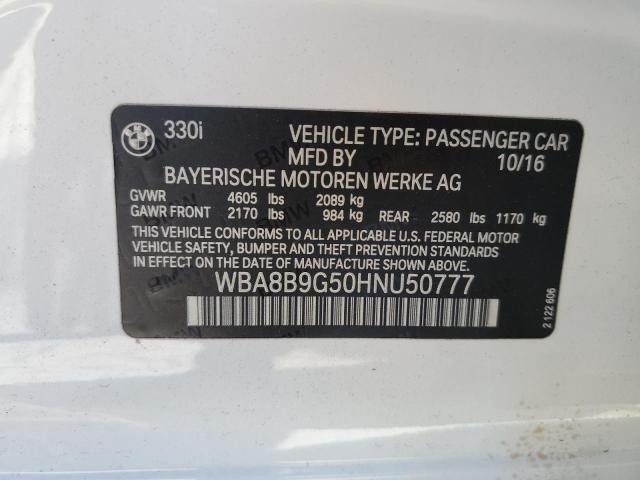 330i VEHICLE TYPE: PASSENGER CAR
MFD BY 10/16
BAYERISCHE MOTOREN WERKE AG
GVWR 4605 lbs 2089 kg
GAWR FRONT 2170 lbs 984 kg REAR 2580 lbs 1170 kg
THIS VEHICLE CONFORMS TO ALL APPLICABLE U.S. FEDERAL MOTOR
VEHICLE SAFETY, BUMPER AND THEFT PREVENTION STANDARDS
IN EFFECT ON THE DATE OF MANUFACTURE SHOWN ABOVE.
WBA8B9G50HNU50777
2 122 606